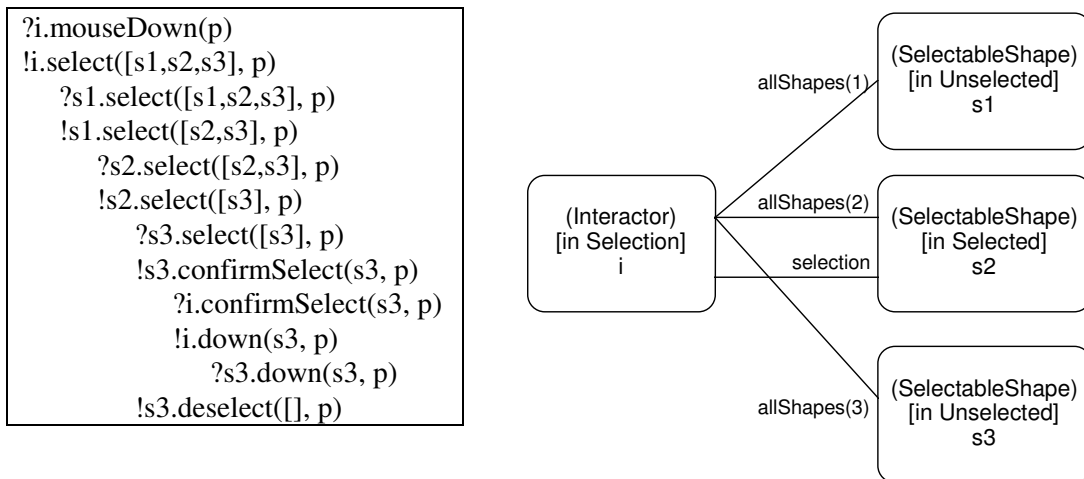 ?i.mouseDown(p)
!i.select([s1,s2,s3], p)
?s1.select([s1,s2,s3], p)
!s1.select([s2,s3], p)
?s2.select([s2,s3], p)
!s2.select([s3], p)
?s3.select([s3], p)
!s3.confirmSelect(s3, p)
?i.confirmSelect(s3, p)
!i.down(s3, p)
?s3.down(s3, p)
!s3.deselect([], p)
(Interactor)
[in Selection]
i
allShapes(1)
allShapes(2)
selection
allShapes(3)
(SelectableShape)
[in Unselected]
s1
(SelectableShape)
[in Selected]
s2
(SelectableShape)
[in Unselected]
s3